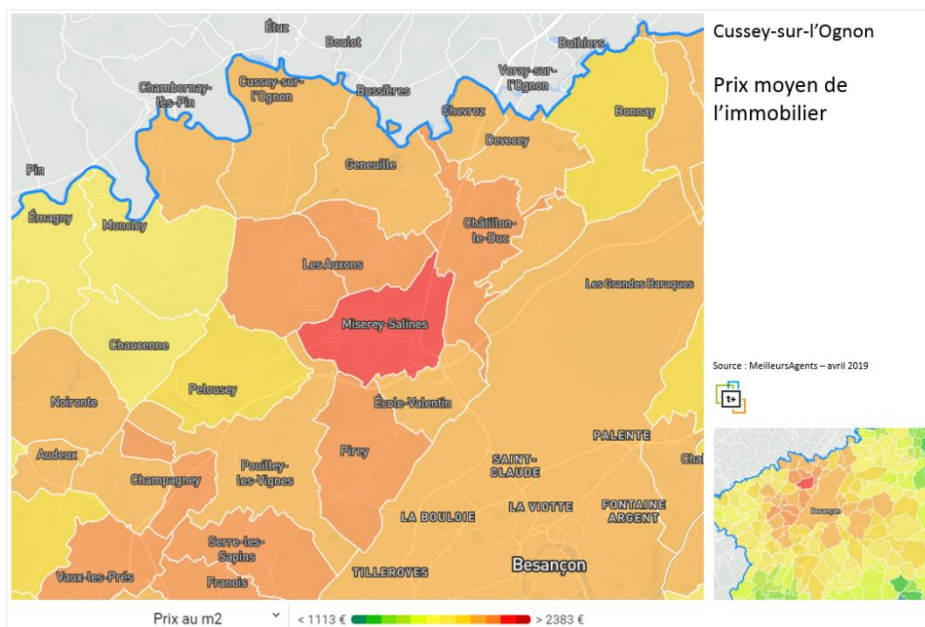 Étuz
Boulot
Buthiers
Cussey-sur-l'Ognon
Chambornay-lès-Pin
Cussey-sur-
l'Ognon
Bussières
Voray-sur-
l'Ognon
Prix moyen de
l'immobilier
Chevroz
Bonnay
Devecey
Pin
Geneuille
Émagny
Moncley
Châtillon-
le-Duc
Les Auxons
Les Grandes Baraques
Miserey-Salines
Chaucenne
Source : MeilleursAgents – avril 2019
Pelousey
École-Valentin
t+
Noironte
PALENTE
Audeux
Pirey
SAINT-
CLAUDE
Champagney
Pouilley-
les-Vignes
LA VIOTTE
FONTAINE
ARGENT
LA BOULOIE
Besançon
Serre-les-
Sapins
Vaux-les-Prés
Franois
TILLEROYES
Besançon
Prix au m2
< 1113 €
> 2383 €